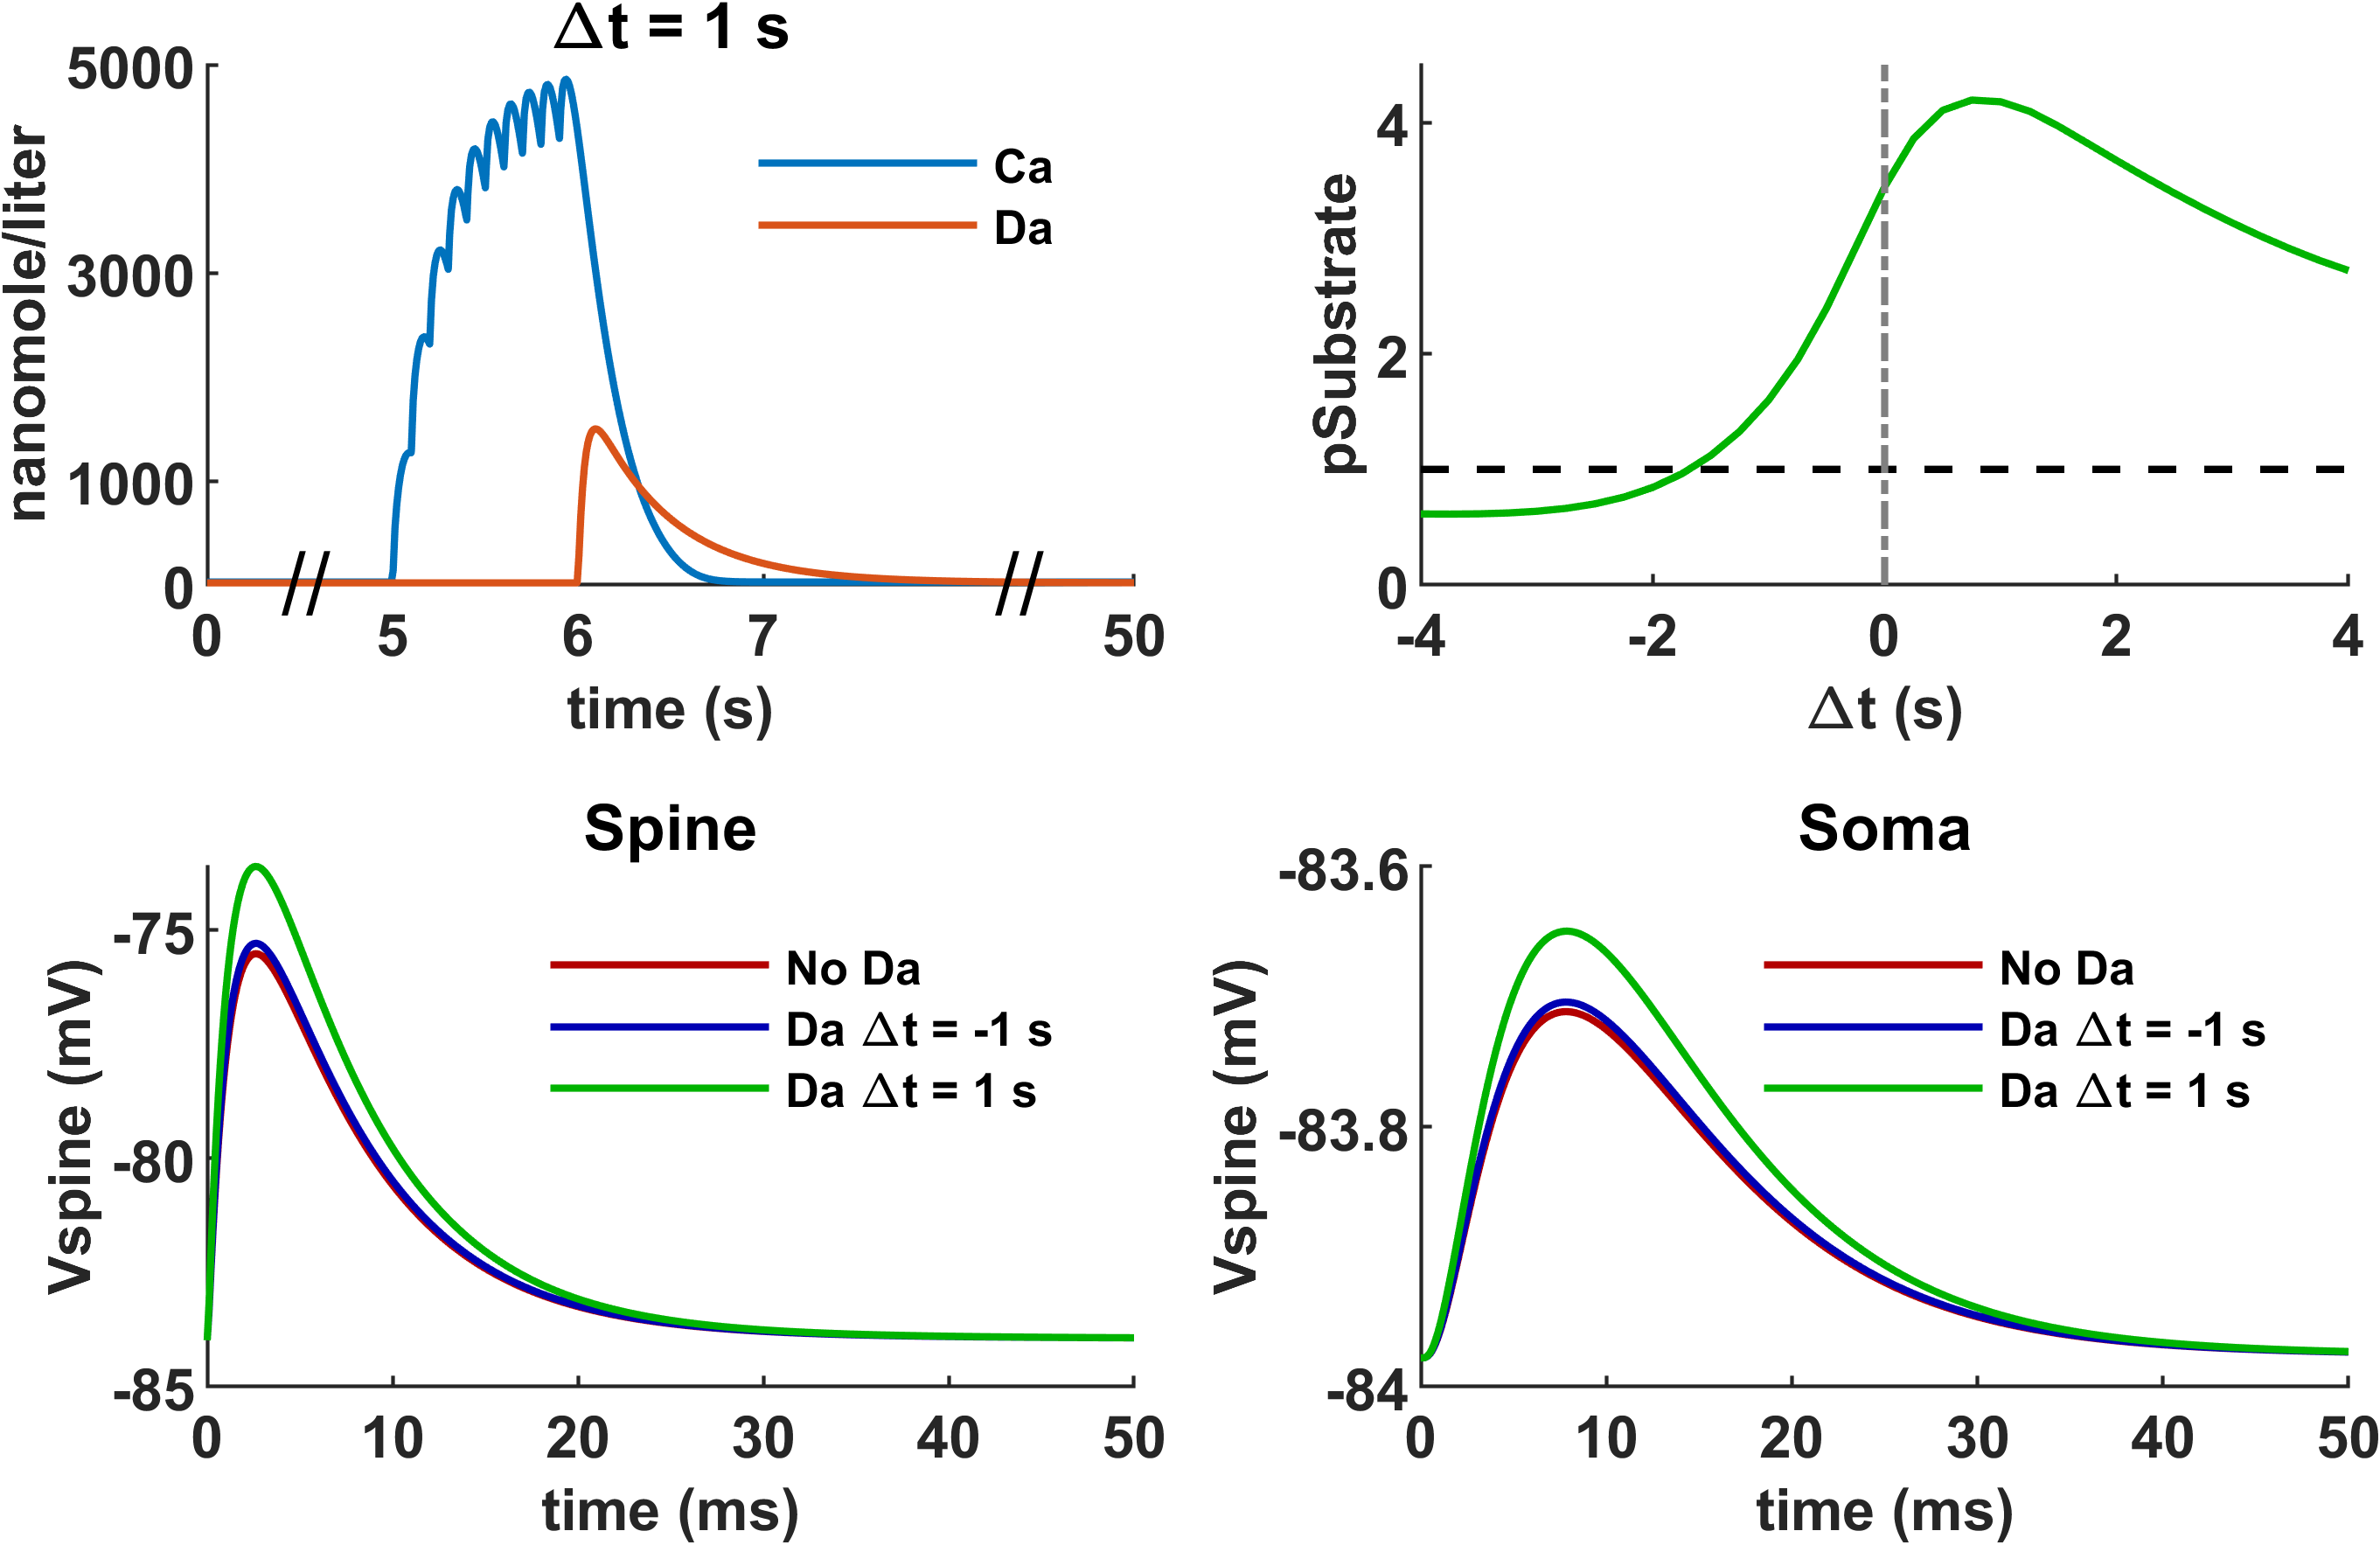 Δt = 1 s
nanomole/liter
5000
3000
1000
0
Ca
Da
0 5 6 7 50
time (s)
pSubstrate
4
2
0
-4 -2 0 2 4
Δt (s)
Spine
Vspine (mV)
-75
-80
-85
No Da
Da Δt = -1 s
Da Δt = 1 s
0 10 20 30 40 50
time (ms)
Soma
Vspine (mV)
-83.6
-83.8
-84
No Da
Da Δt = -1 s
Da Δt = 1 s
0 10 20 30 40 50
time (ms)